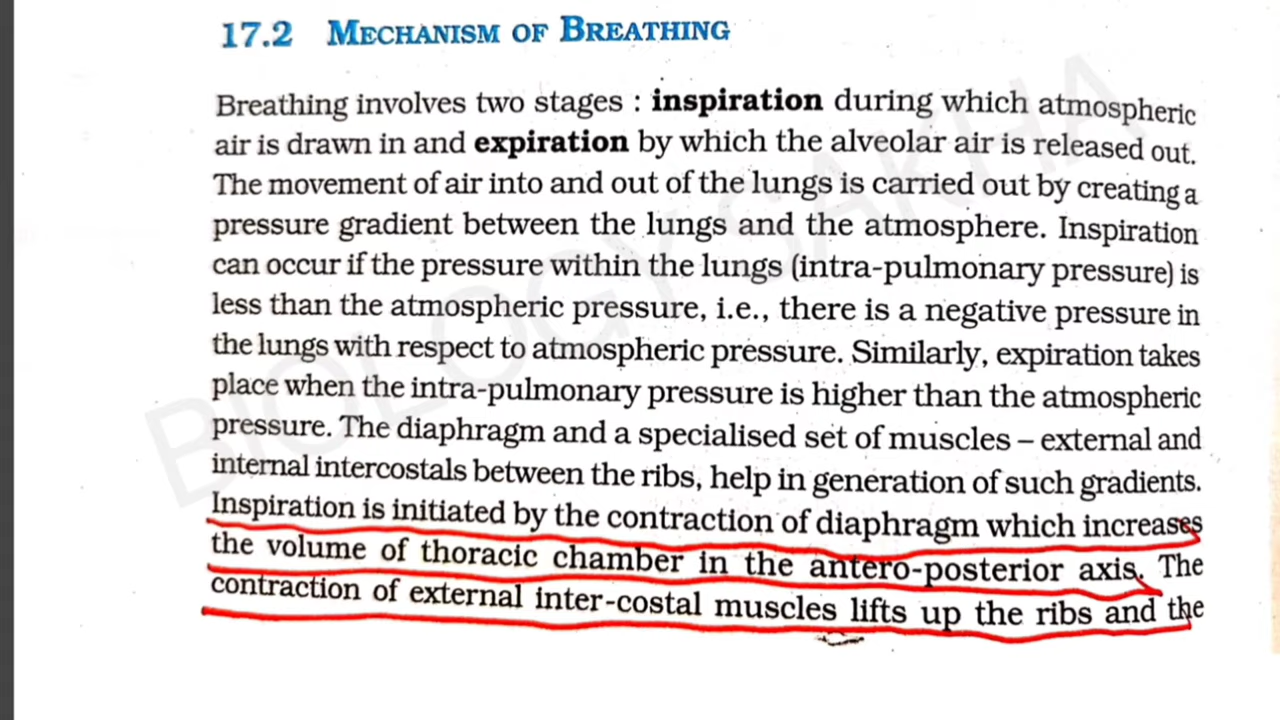 17.2 MECHANISM OF BREATHING
Breathing involves two stages : inspiration during which atmospheric
air is drawn in and expiration by which the alveolar air is released out.
The movement of air into and out of the lungs is carried out by creating a
pressure gradient between the lungs and the atmosphere. Inspiration
can occur if the pressure within the lungs (intra-pulmonary pressure) is
less than the atmospheric pressure, i.e., there is a negative pressure in
the lungs with respect to atmospheric pressure. Similarly, expiration takes
place when the intra-pulmonary pressure is higher than the atmospheric
pressure. The diaphragm and a specialised set of muscles – external and
internal intercostals between the ribs, help in generation of such gradients.
Inspiration is initiated by the contraction of diaphragm which increases
the volume of thoracic chamber in the antero-posterior axis. The
contraction of external inter-costal muscles lifts up the ribs and the
BIOLOGY SAKHA